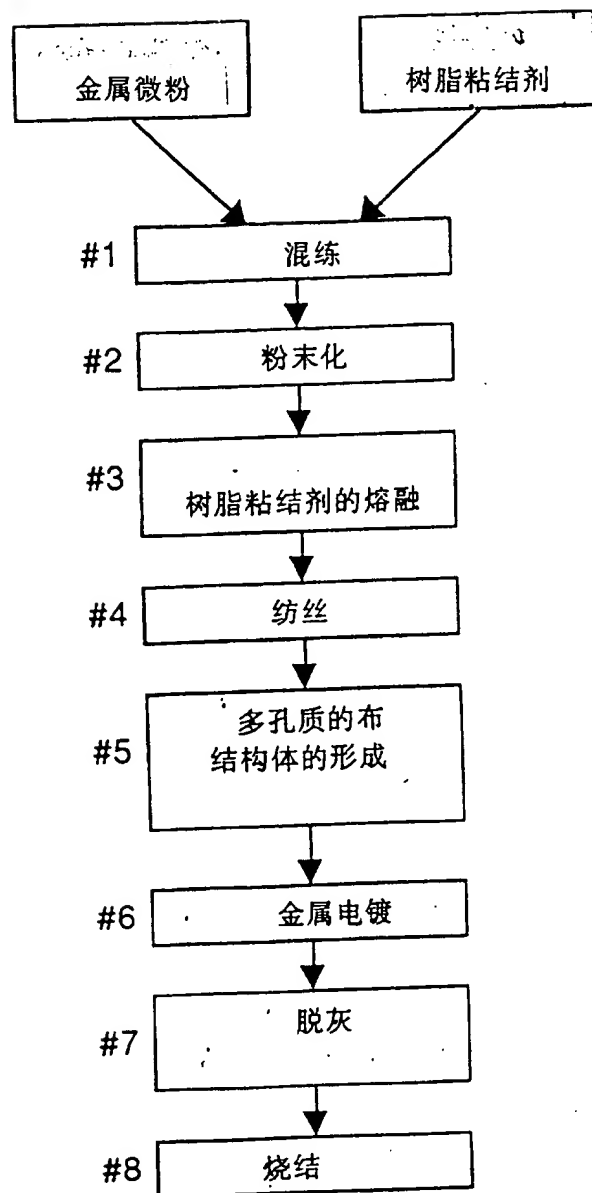 金属微粉
树脂粘结剂
#1 混练
#2 粉末化
#3 树脂粘结剂的熔融
#4 纺丝
#5 多孔质的布
结构体的形成
#6 金属电镀
#7 脱灰
#8 烧结